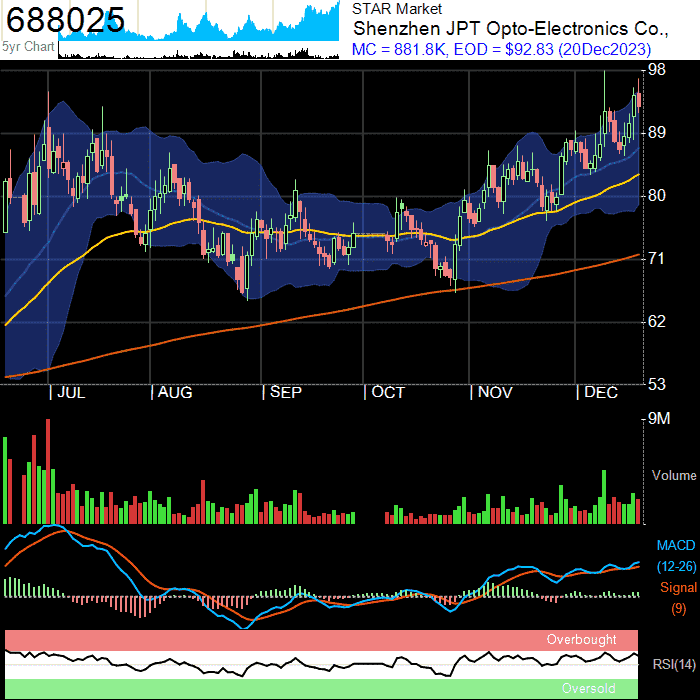 688025
5yr Chart
STAR Market
Shenzhen JPT Opto-Electronics Co.,
MC = 881.8K, EOD = $92.83 (20Dec2023)
98
89
80
71
62
53
JUL
AUG
SEP
OCT
NOV
DEC
9M
Volume
MACD
(12-26)
Signal
(9)
Overbought
RSI(14)
Oversold